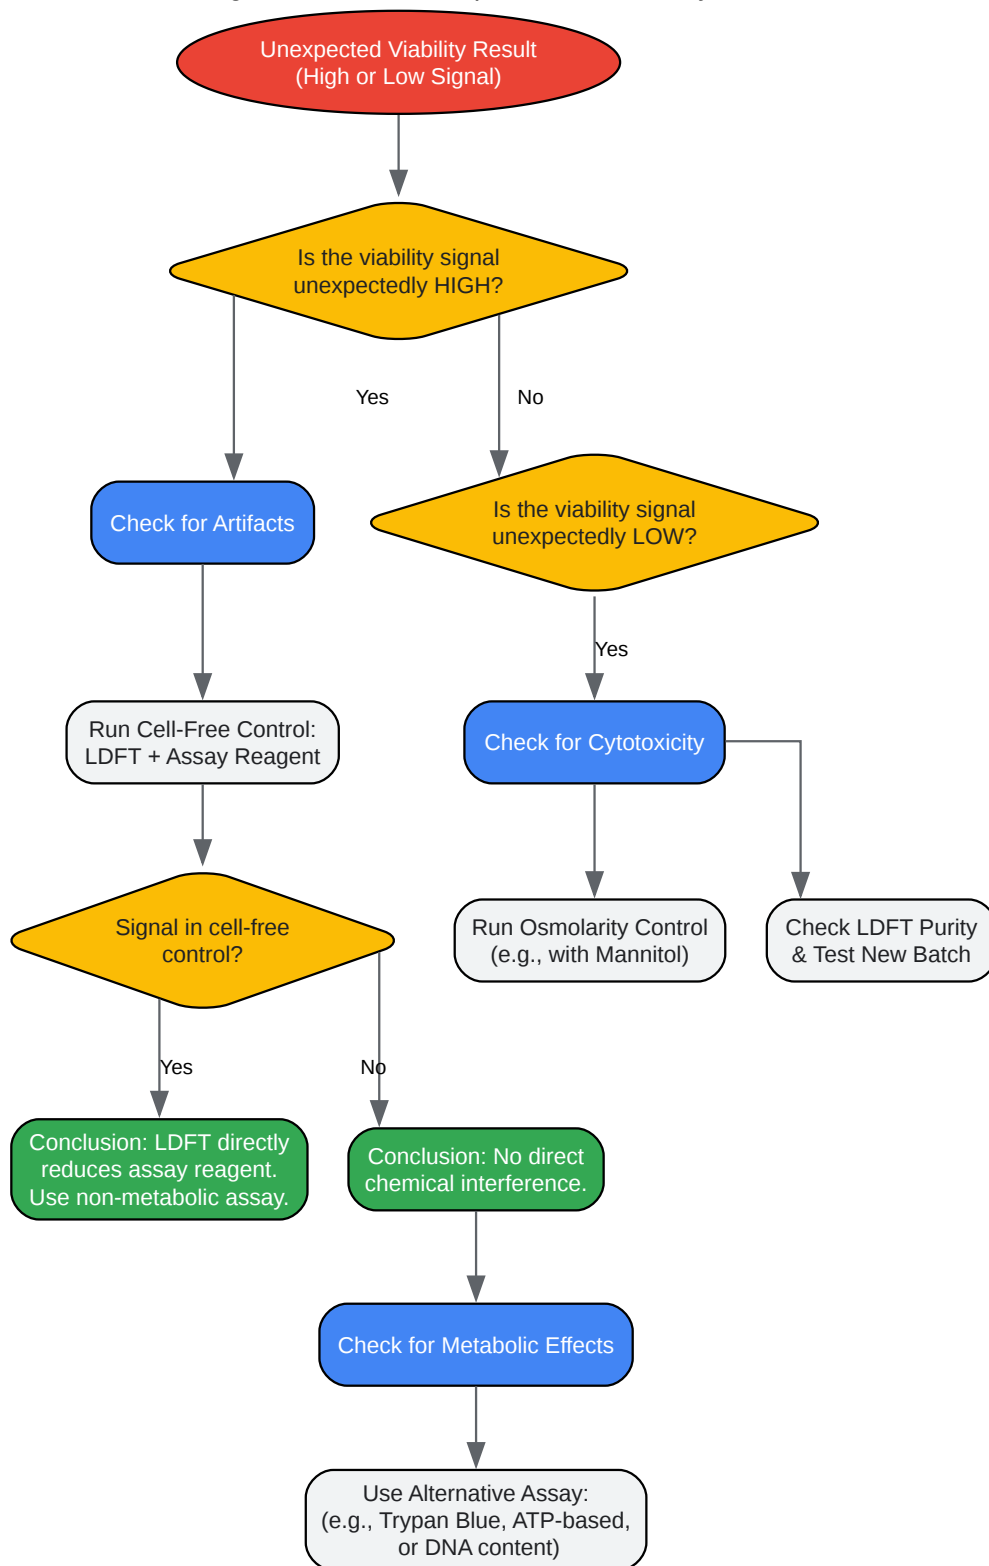 Unexpected Viability Result
(High or Low Signal)
Is the viability signal
unexpectedly HIGH?
Yes
No
Check for Artifacts
Is the viability signal
unexpectedly LOW?
Yes
Run Cell-Free Control:
LDFT + Assay Reagent
Check for Cytotoxicity
Signal in cell-free
control?
Run Osmolarity Control
(e.g., with Mannitol)
Check LDFT Purity
& Test New Batch
Yes
No
Conclusion: LDFT directly
reduces assay reagent.
Use non-metabolic assay.
Conclusion: No direct
chemical interference.
Check for Metabolic Effects
Use Alternative Assay:
(e.g., Trypan Blue, ATP-based,
or DNA content)